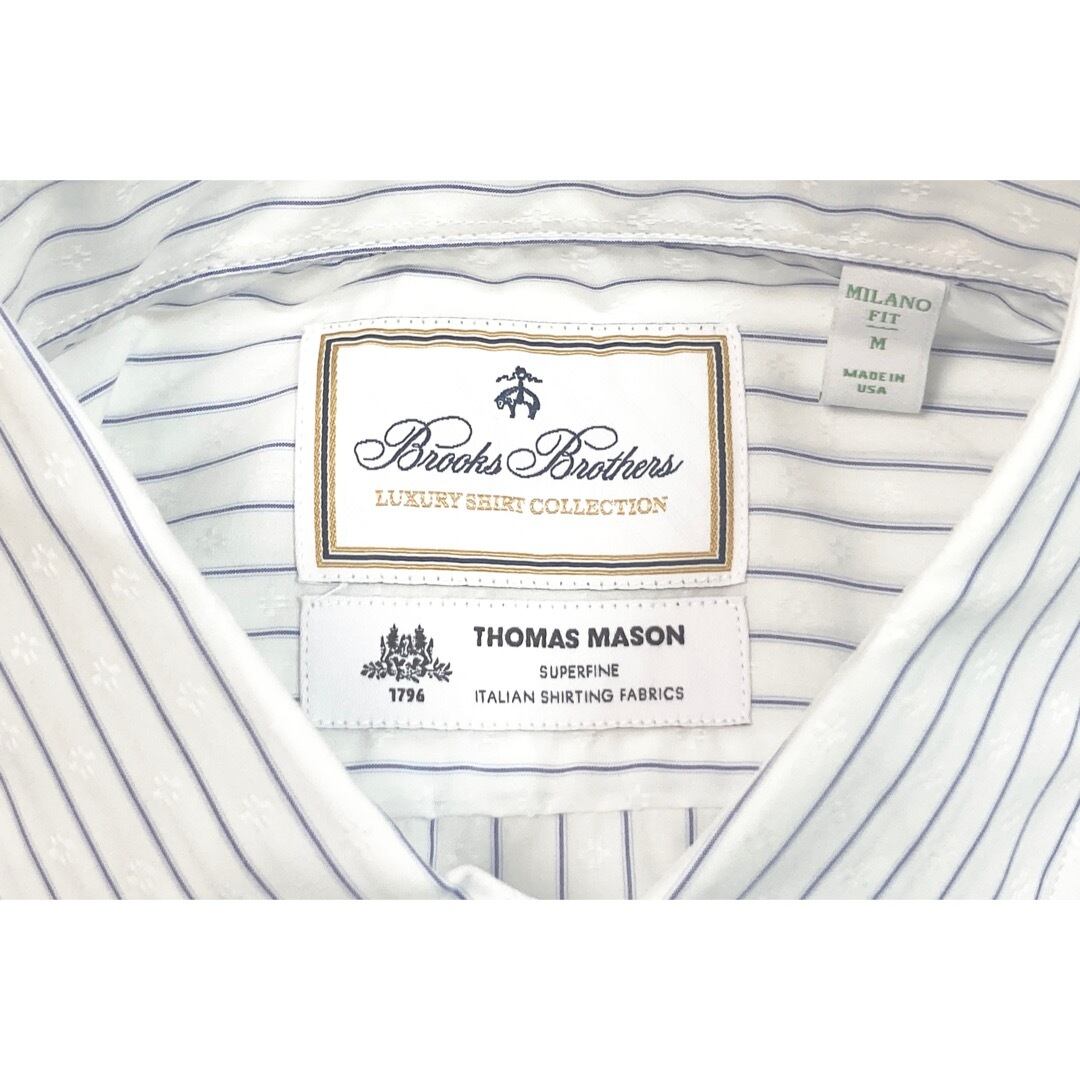 MILANO
FIT
M
MADE IN
USA
Brooks Brothers
LUXURY SHIRT COLLECTION
1796
THOMAS MASON
SUPERFINE
ITALIAN SHIRTING FABRICS